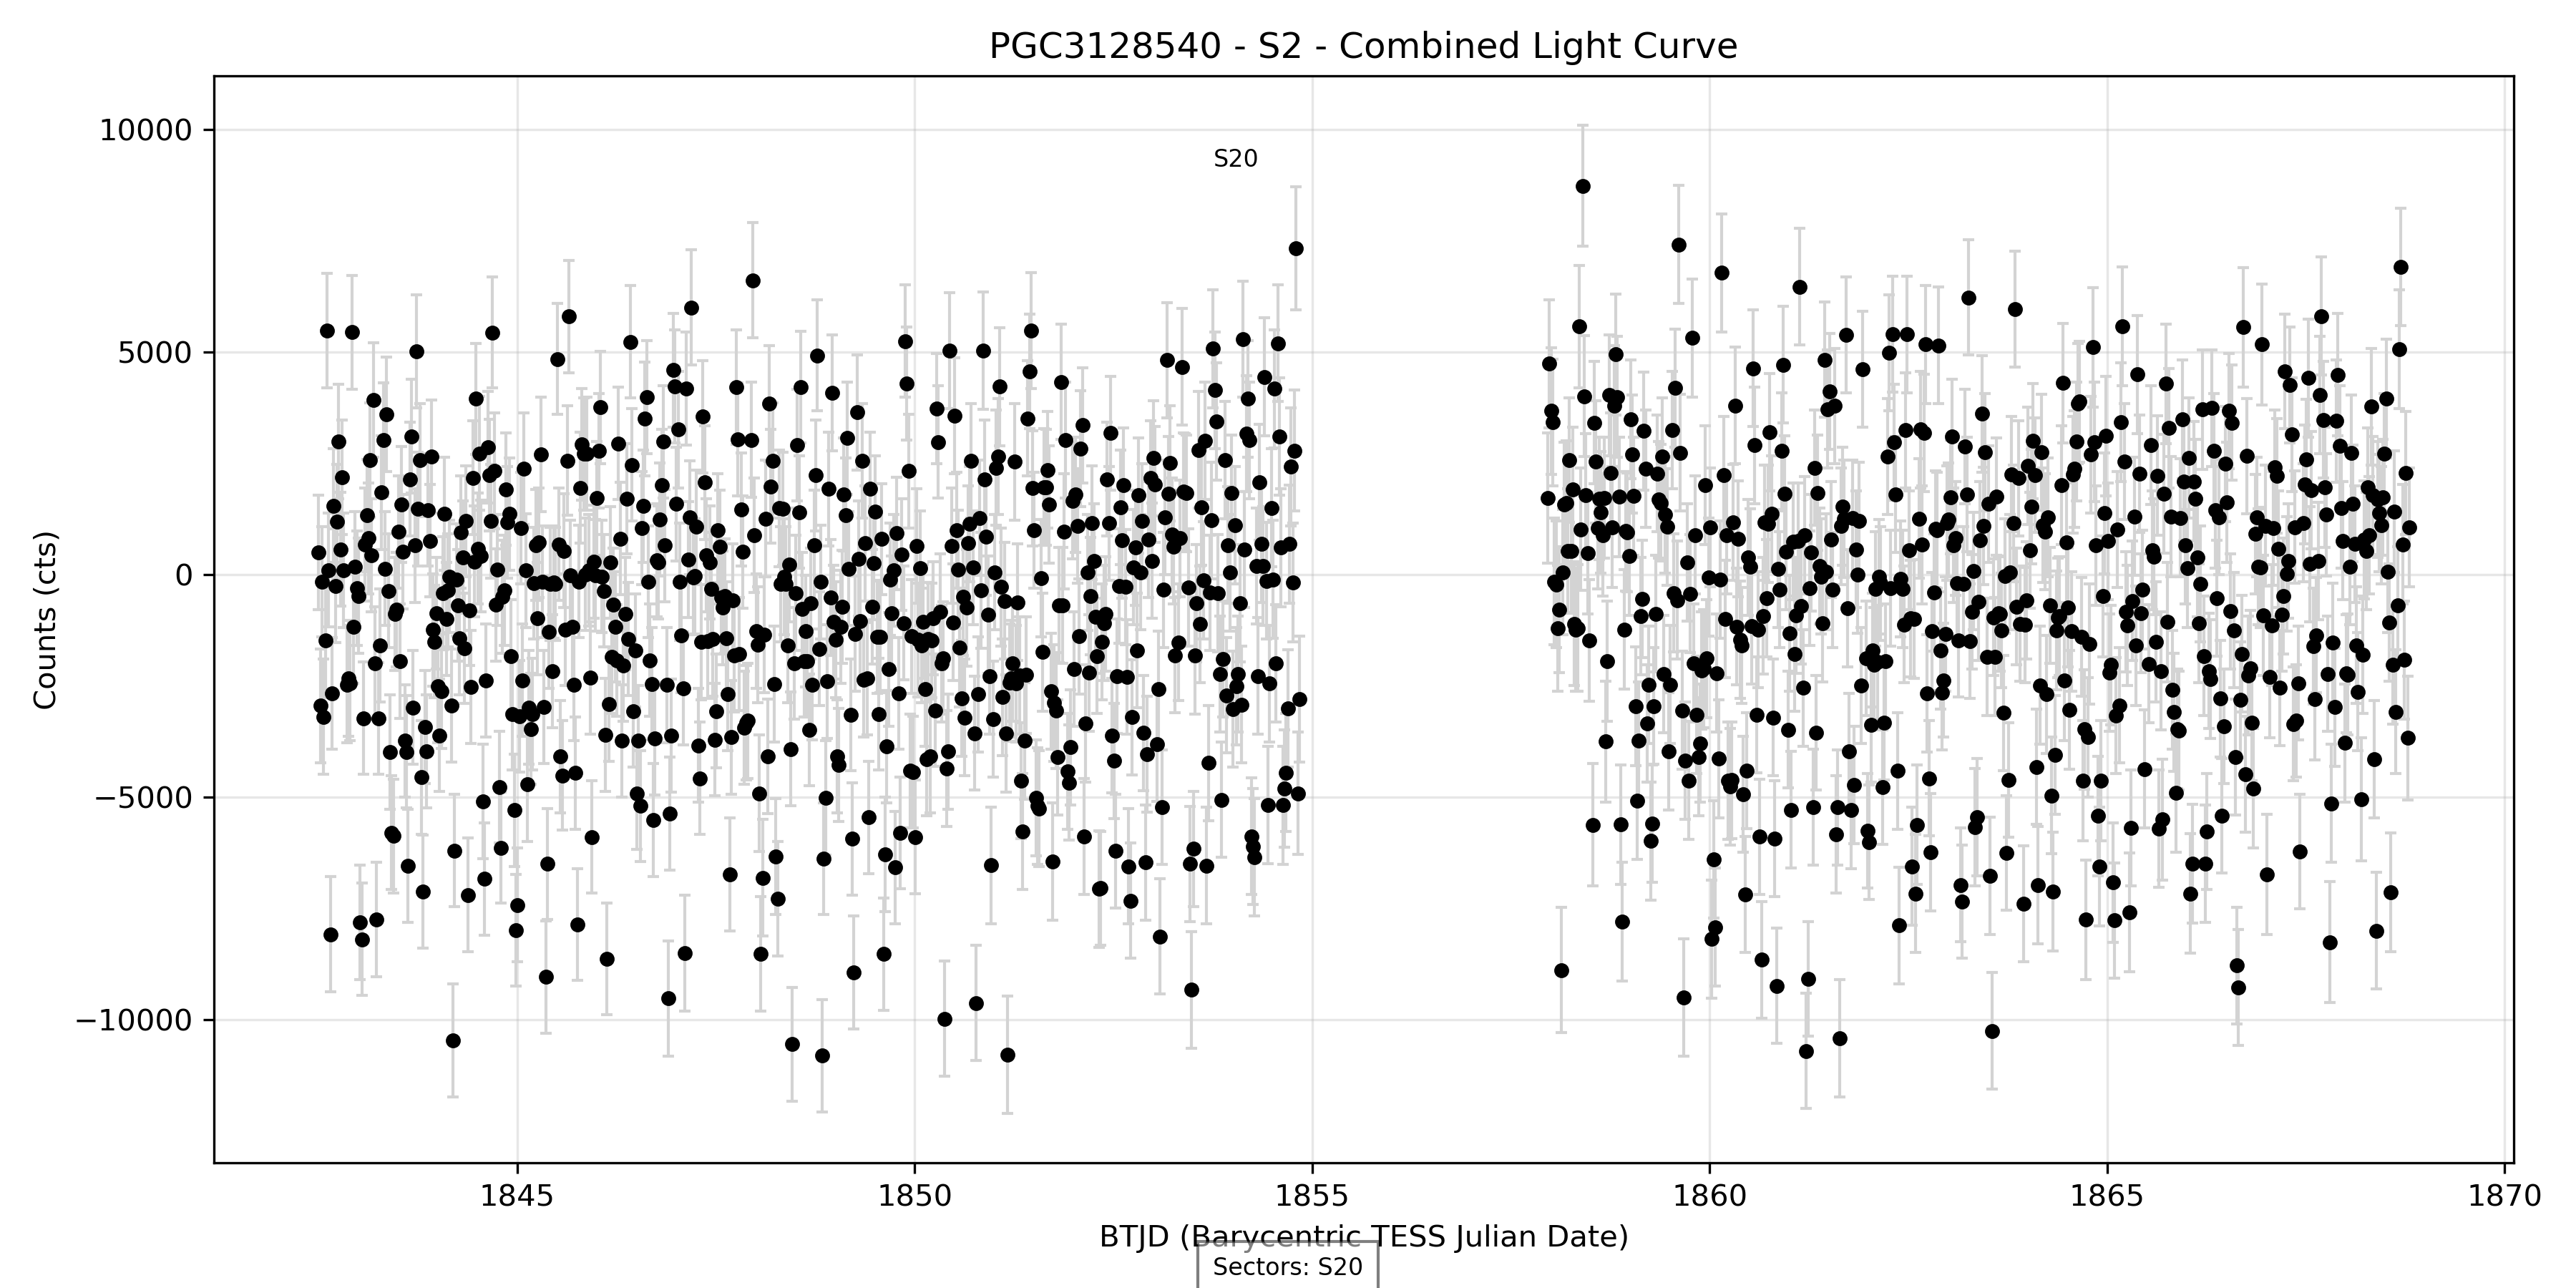 PGC3128540 - S2 - Combined Light Curve
10000
S20
5000
0
−5000
−10000
Counts (cts)
1845
1850
1855
1860
1865
1870
BTJD (Barycentric TESS Julian Date)
Sectors: S20